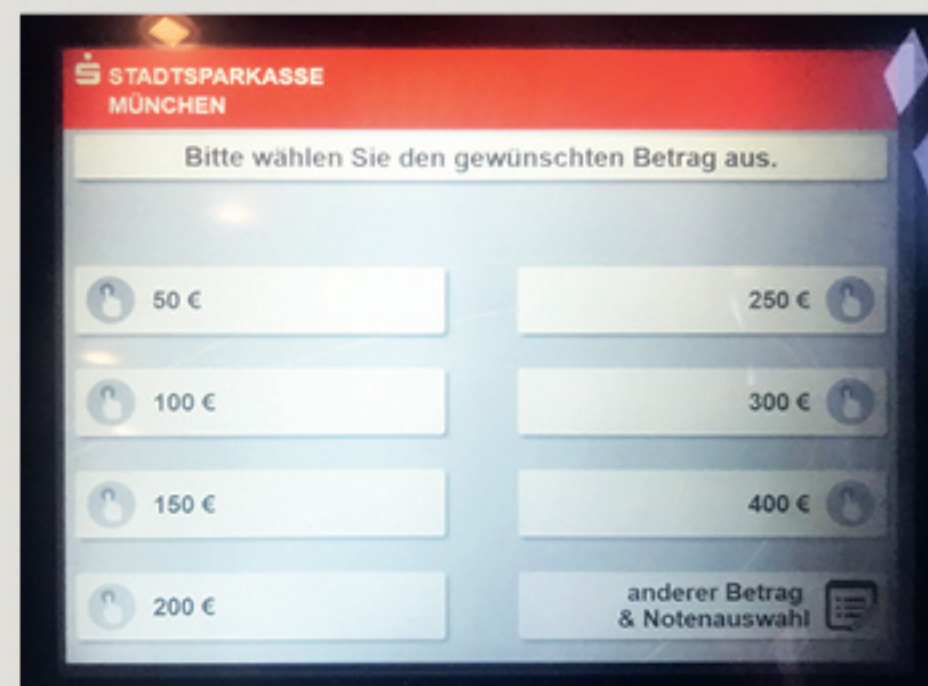 STADTSPARKASSE
MÜNCHEN
Bitte wählen Sie den gewünschten Betrag aus.
50 €
250 €
100 €
300 €
150 €
400 €
200 €
anderer Betrag
& Notenauswahl